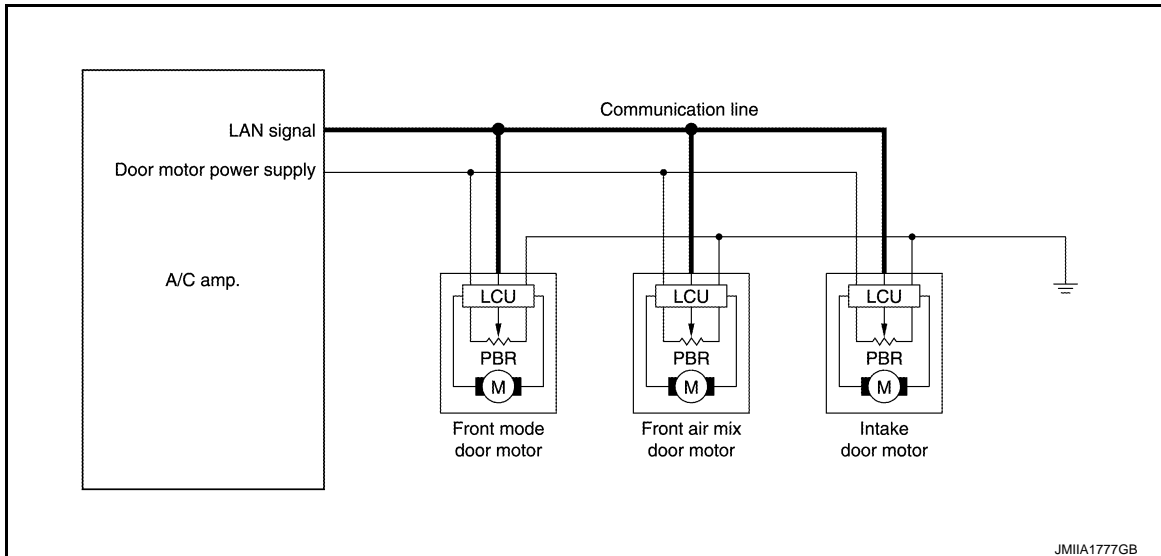 Communication line
LAN signal
Door motor power supply
A/C amp.
LCU
LCU
LCU
PBR
PBR
PBR
M
M
M
Front mode
door motor
Front air mix
door motor
Intake
door motor
JMIIA1777GB